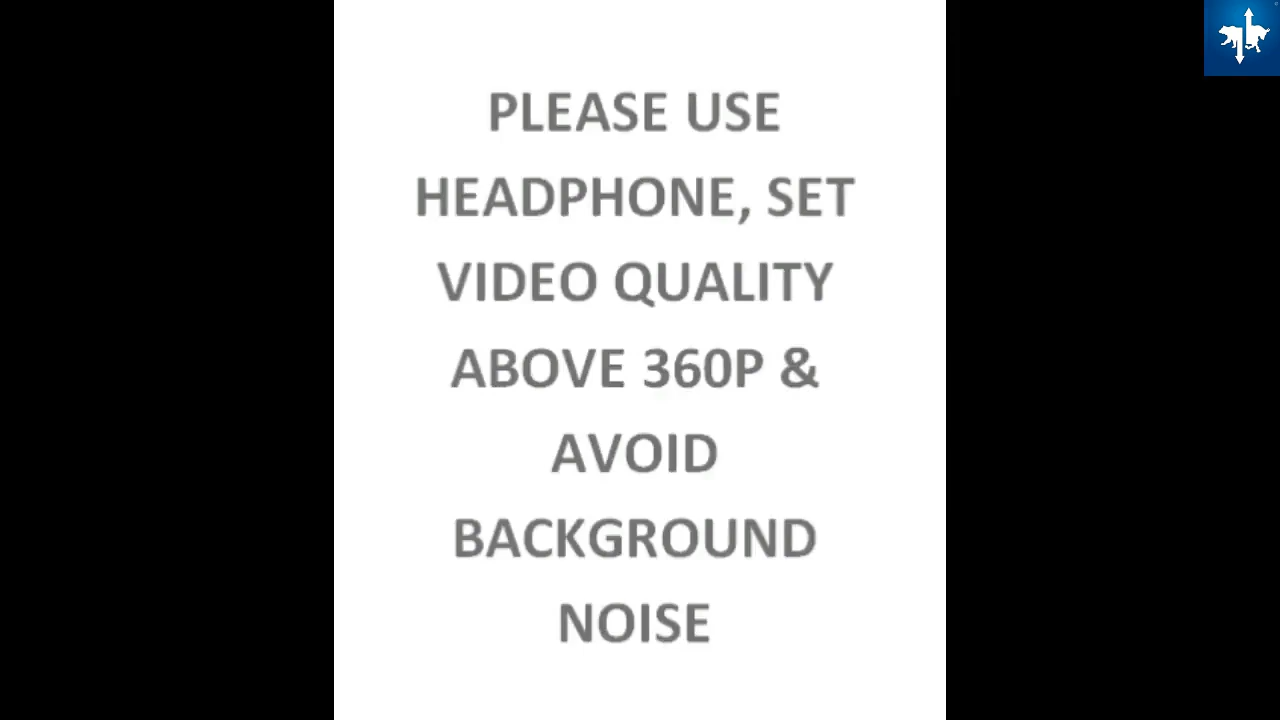 PLEASE USE
HEADPHONE, SET
VIDEO QUALITY
ABOVE 360P &
AVOID
BACKGROUND
NOISE